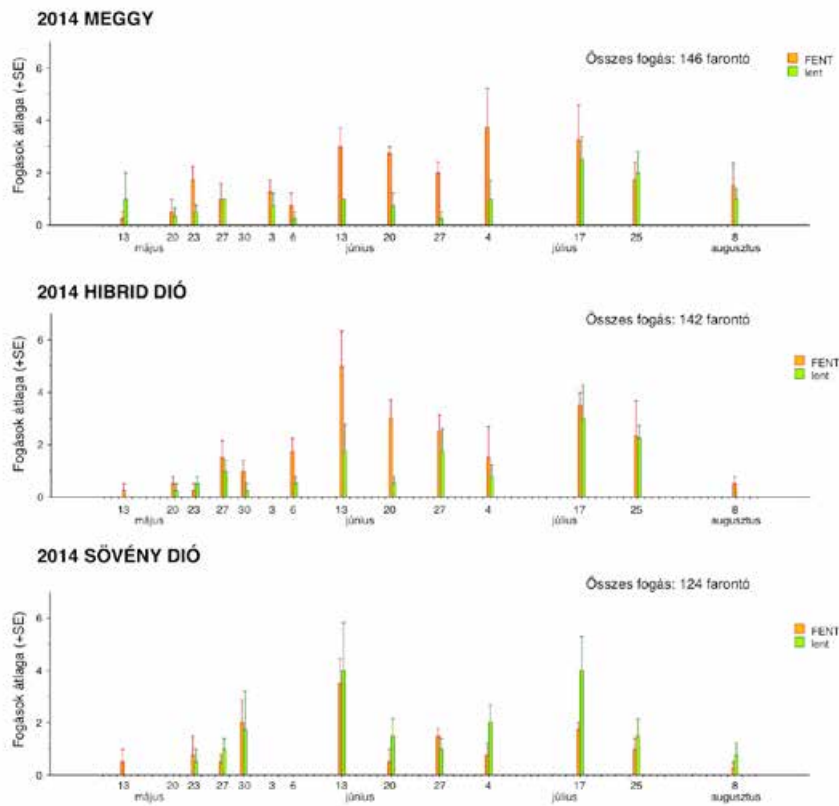 2014 MEGGY
Összes fogás: 146 farontó
FENT
lent
Fogások átlaga (+SE)
6
4
2
0
13 20 23 27 30 3 6 13 20 27 4 17 25 8
május június július augusztus
2014 HIBRID DIÓ
Összes fogás: 142 farontó
FENT
lent
Fogások átlaga (+SE)
6
4
2
0
13 20 23 27 30 3 6 13 20 27 4 17 25 8
május június július augusztus
2014 SÖVÉNY DIÓ
Összes fogás: 124 farontó
FENT
lent
Fogások átlaga (+SE)
6
4
2
0
13 20 23 27 30 3 6 13 20 27 4 17 25 8
május június július augusztus